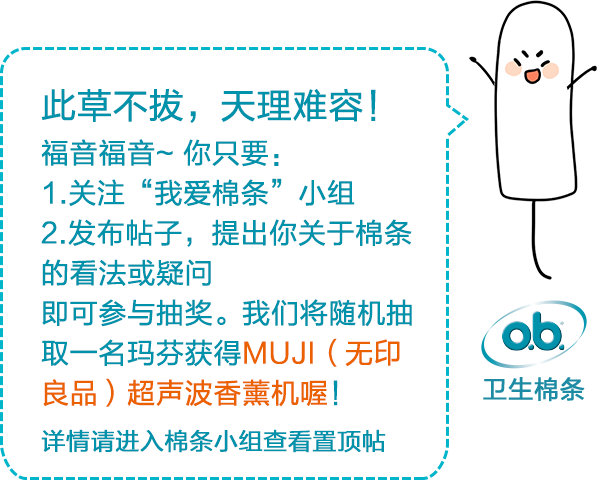 此草不拔，天理难容！
福音福音~ 你只要：
1.关注“我爱棉条”小组
2.发布帖子，提出你关于棉条
的看法或疑问
即可参与抽奖。我们将随机抽
取一名玛芬获得MUJI（无印
良品）超声波香薰机喔！
详情请进入棉条小组查看置顶帖
o.b.
卫生棉条